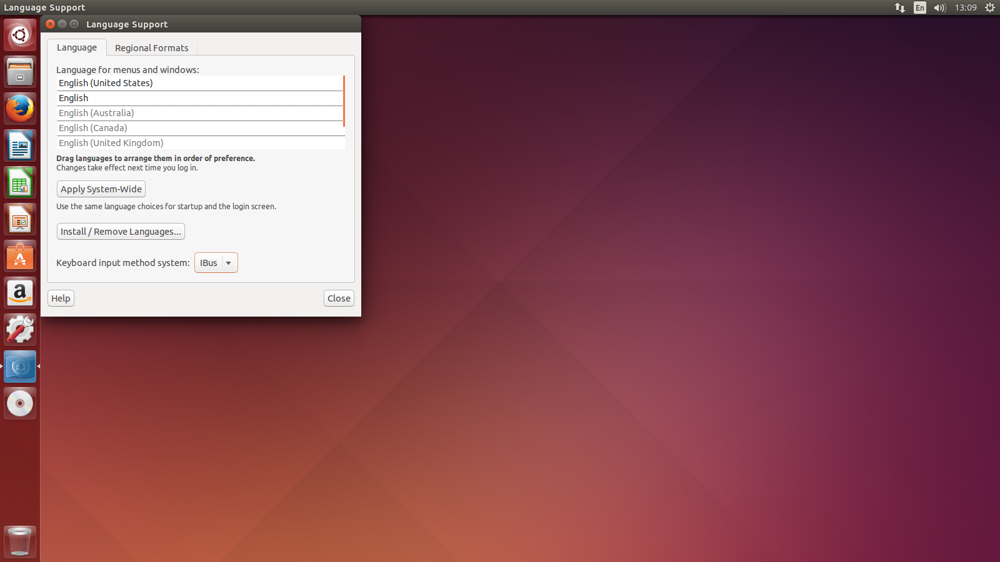 Language Support
En
13:09
Language Support
Language
Regional Formats
Language for menus and windows:
English (United States)
English
English (Australia)
English (Canada)
English (United Kingdom)
Drag languages to arrange them in order of preference.
Changes take effect next time you log in.
Apply System-Wide
Use the same language choices for startup and the login screen.
Install / Remove Languages...
Keyboard input method system:
IBus
Help
Close